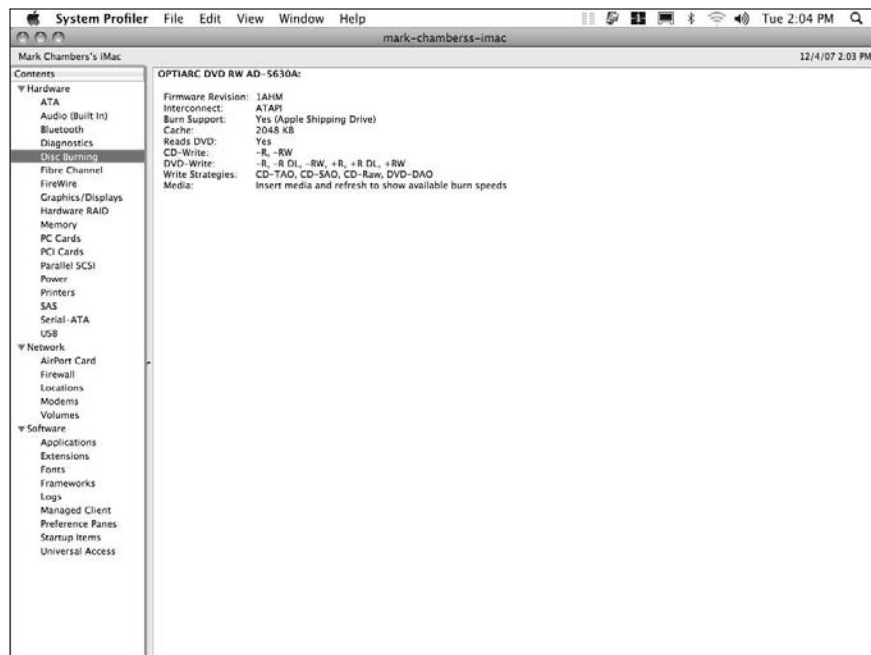 System Profiler File Edit View Window Help Tue 2:04 PM
mark-chamberss-imac
Mark Chambers's iMac 12/4/07 2:03 PM
Contents
Hardware
ATA
Audio (Built In)
Bluetooth
Diagnostics
Disc Burning
Fibre Channel
FireWire
Graphics/Displays
Hardware RAID
Memory
PC Cards
PCI Cards
Parallel SCSI
Power
Printers
SAS
Serial-ATA
USB
Network
AirPort Card
Firewall
Locations
Modems
Volumes
Software
Applications
Extensions
Fonts
Frameworks
Logs
Managed Client
Preference Panes
Startup Items
Universal Access
OPTIARC DVD RW AD-5630A:
Firmware Revision: 1AHM
Interconnect: ATAPI
Burn Support: Yes (Apple Shipping Drive)
Cache: 2048 KB
Reads DVD: Yes
CD-Write: -R, -RW
DVD-Write: -R, -R DL, -RW, +R, +R DL, +RW
Write Strategies: CD-TAO, CD-SAO, CD-Raw, DVD-DAO
Media: Insert media and refresh to show available burn speeds